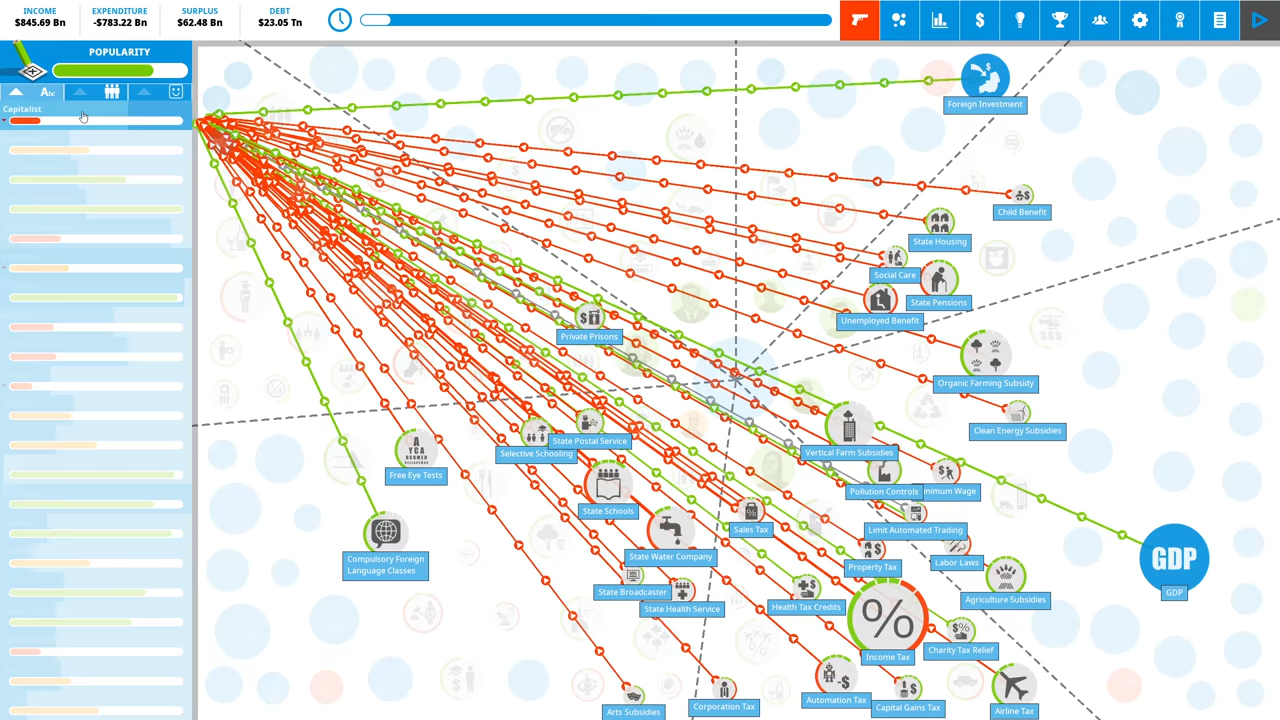 INCOME
$845.69 Bn
EXPENDITURE
-$783.22 Bn
SURPLUS
$62.48 Bn
DEBT
$23.05 Tn
POPULARITY
Capitalist
Foreign Investment
Child Benefit
State Housing
Social Care
State Pensions
Unemployed Benefit
Private Prisons
Organic Farming Subsidy
Clean Energy Subsidies
State Postal Service
Selective Schooling
Vertical Farm Subsidies
Free Eye Tests
Pollution Controls
inimum Wage
State Schools
Sales Tax
Limit Automated Trading
State Water Company
Labor Laws
Property Tax
Compulsory Foreign
Language Classes
State Broadcaster
State Health Service
Health Tax Credits
Agriculture Subsidies
GDP
GDP
%
Income Tax
Charity Tax Relief
Arts Subsidies
Corporation Tax
Automation Tax
Capital Gains Tax
Airline Tax